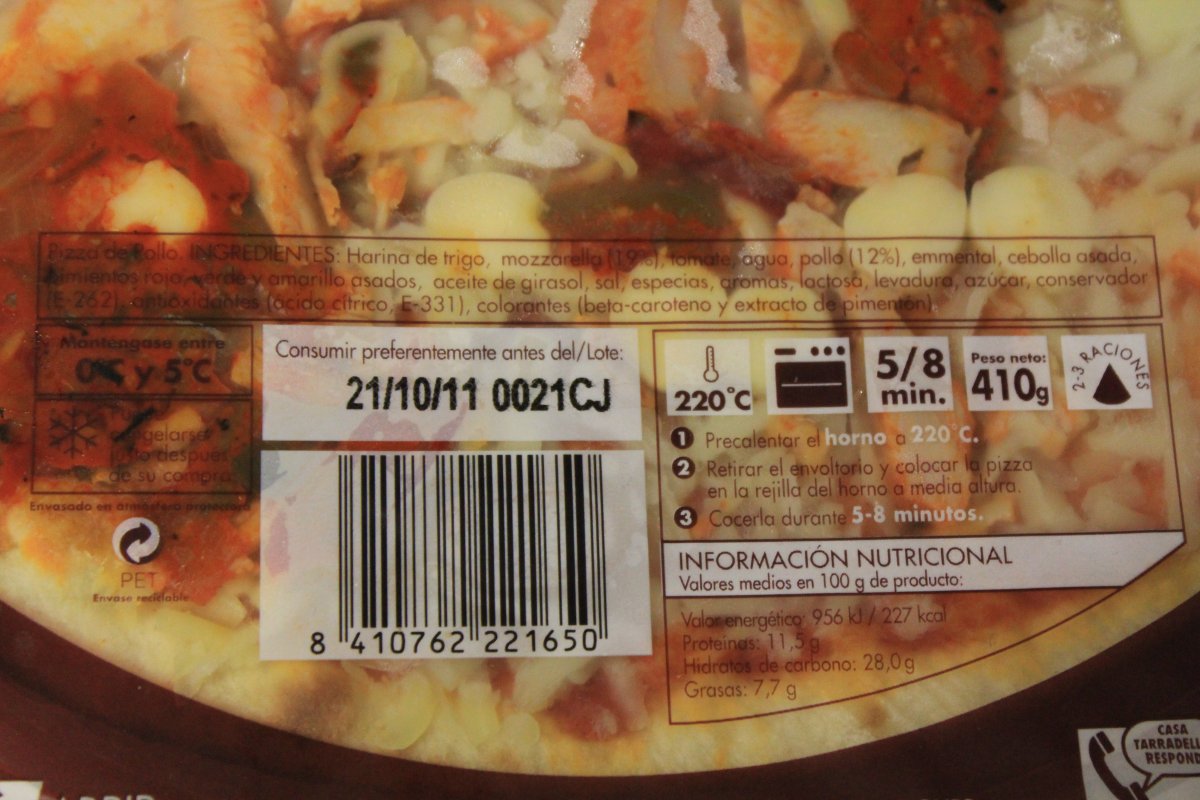 Pizza de Pollo. INGREDIENTES: Harina de trigo, mozzarella (19%), tomate, agua, pollo (12%), emmental, cebolla asada,
pimientos rojo, verde y amarillo asados, aceite de girasol, sal, especias, aromas, lactosa, levadura, azúcar, conservador
(E-262), antioxidantes (ácido cítrico, E-331), colorantes (beta-caroteno y extracto de pimentón).
Manténgase entre
0°C y 5°C
gelarse
justo después
de su compra.
Envasado en atmósfera protectora
PET
Envase reciclable
Consumir preferentemente antes del/Lote:
21/10/11 0021CJ
8 410762 221650
220°C
5/8
min.
Peso neto:
410g
2-3 RACIONES
1 Precalentar el horno a 220°C.
2 Retirar el envoltorio y colocar la pizza
en la rejilla del horno a media altura.
3 Cocerla durante 5-8 minutos.
INFORMACIÓN NUTRICIONAL
Valores medios en 100 g de producto:
Valor energético: 956 kJ / 227 kcal
Proteínas: 11,5 g
Hidratos de carbono: 28,0 g
Grasas: 7,7 g
CASA
TARRADELL
RESPOND